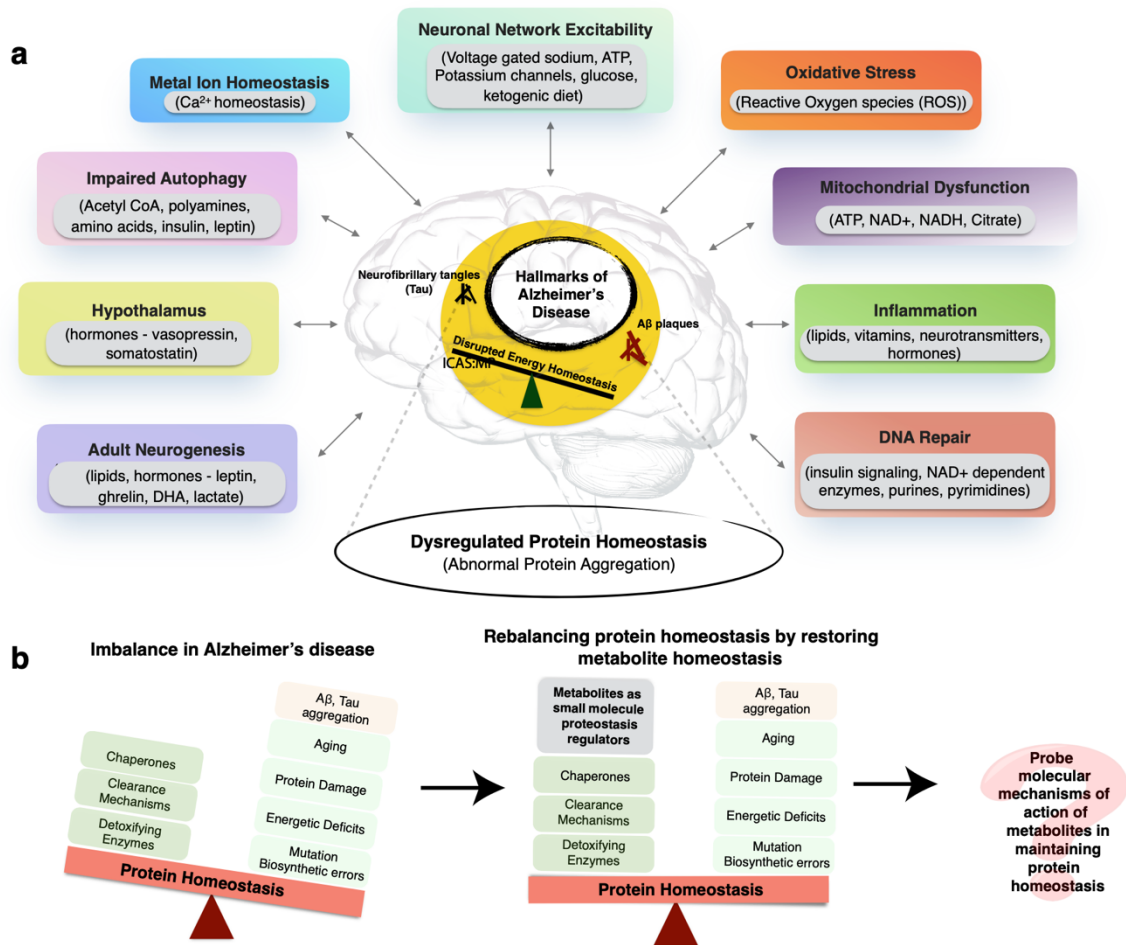 a
Neuronal Network Excitability
(Voltage gated sodium, ATP,
Potassium channels, glucose,
ketogenic diet)
Metal Ion Homeostasis
(Ca²⁺ homeostasis)
Oxidative Stress
(Reactive Oxygen species (ROS))
Impaired Autophagy
(Acetyl CoA, polyamines,
amino acids, insulin, leptin)
Mitochondrial Dysfunction
(ATP, NAD+, NADH, Citrate)
Neurofibrillary tangles
(Tau)
Hallmarks of
Alzheimer's
Disease
Aβ plaques
Disrupted Energy Homeostasis
ICAS:MP
Hypothalamus
(hormones - vasopressin,
somatostatin)
Inflammation
(lipids, vitamins, neurotransmitters,
hormones)
Adult Neurogenesis
(lipids, hormones - leptin,
ghrelin, DHA, lactate)
DNA Repair
(insulin signaling, NAD+ dependent
enzymes, purines, pyrimidines)
Dysregulated Protein Homeostasis
(Abnormal Protein Aggregation)
b
Imbalance in Alzheimer's disease
Chaperones
Clearance
Mechanisms
Detoxifying
Enzymes
Aβ, Tau
aggregation
Aging
Protein Damage
Energetic Deficits
Mutation
Biosynthetic errors
Protein Homeostasis
Rebalancing protein homeostasis by restoring
metabolite homeostasis
Metabolites as
small molecule
proteostasis
regulators
Chaperones
Clearance
Mechanisms
Detoxifying
Enzymes
Aβ, Tau
aggregation
Aging
Protein Damage
Energetic Deficits
Mutation
Biosynthetic errors
Protein Homeostasis
?
Probe
molecular
mechanisms of
action of
metabolites in
maintaining
protein
homeostasis